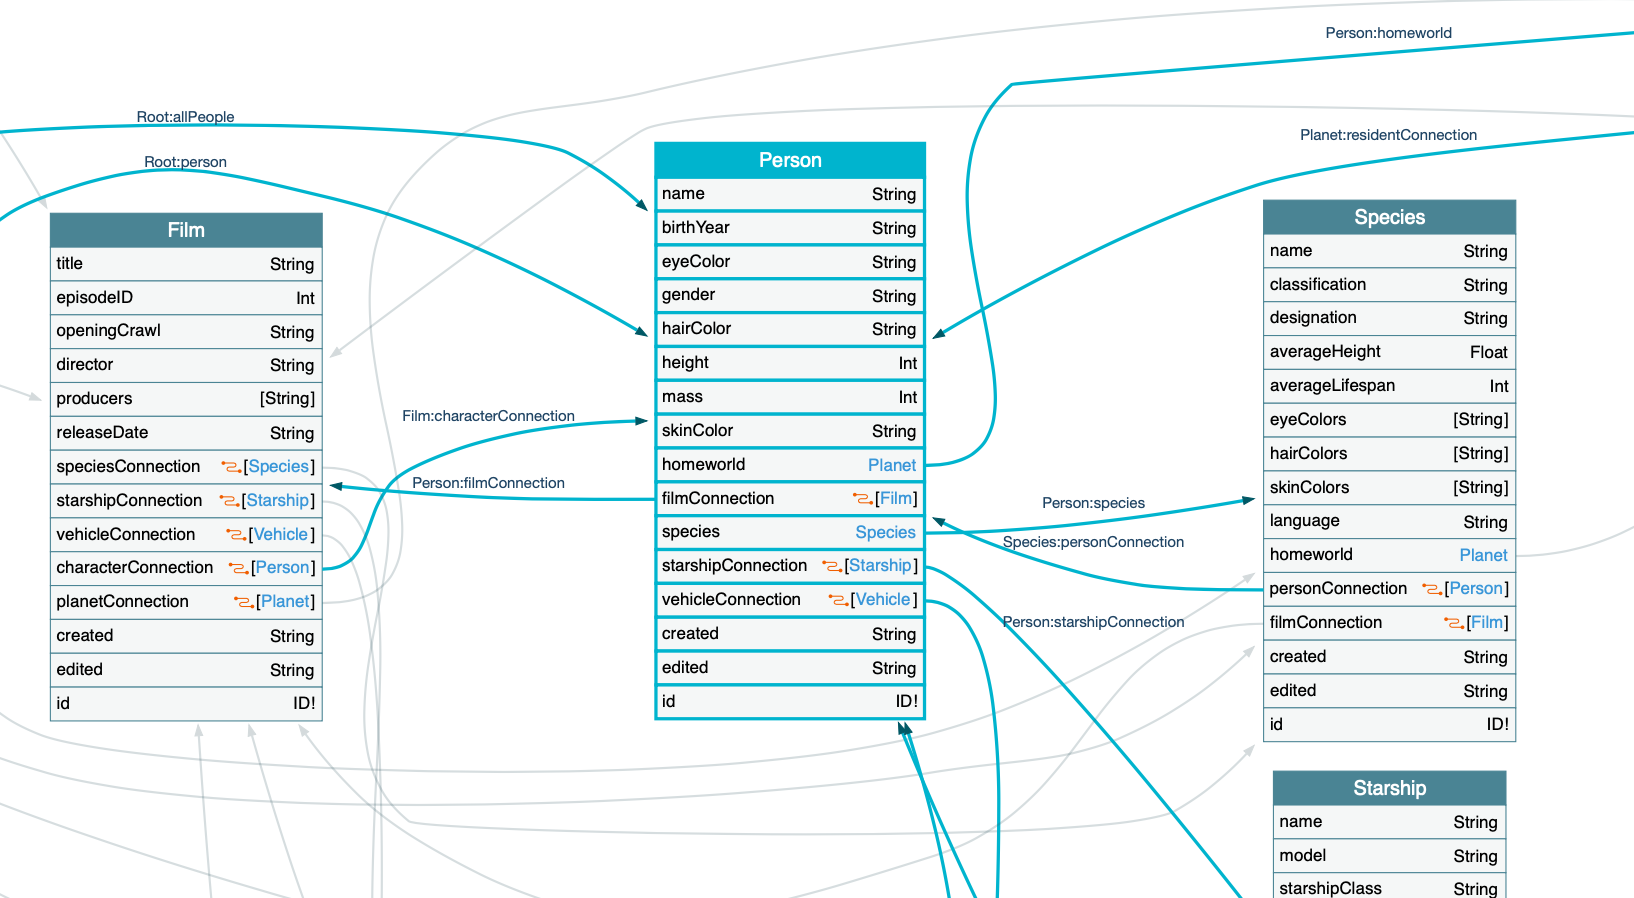 Person:homeworld
Root:allPeople
Planet:residentConnection
Root:person
Film
title String
episodeID Int
openingCrawl String
director String
producers [String]
releaseDate String
speciesConnection [Species]
starshipConnection [Starship]
vehicleConnection [Vehicle]
characterConnection [Person]
planetConnection [Planet]
created String
edited String
id ID!
Film:characterConnection
Person:filmConnection
Person
name String
birthYear String
eyeColor String
gender String
hairColor String
height Int
mass Int
skinColor String
homeworld Planet
filmConnection [Film]
species Species
starshipConnection [Starship]
vehicleConnection [Vehicle]
created String
edited String
id ID!
Person:species
Species:personConnection
Person:starshipConnection
Species
name String
classification String
designation String
averageHeight Float
averageLifespan Int
eyeColors [String]
hairColors [String]
skinColors [String]
language String
homeworld Planet
personConnection [Person]
filmConnection [Film]
created String
edited String
id ID!
Starship
name String
model String
starshipClass String